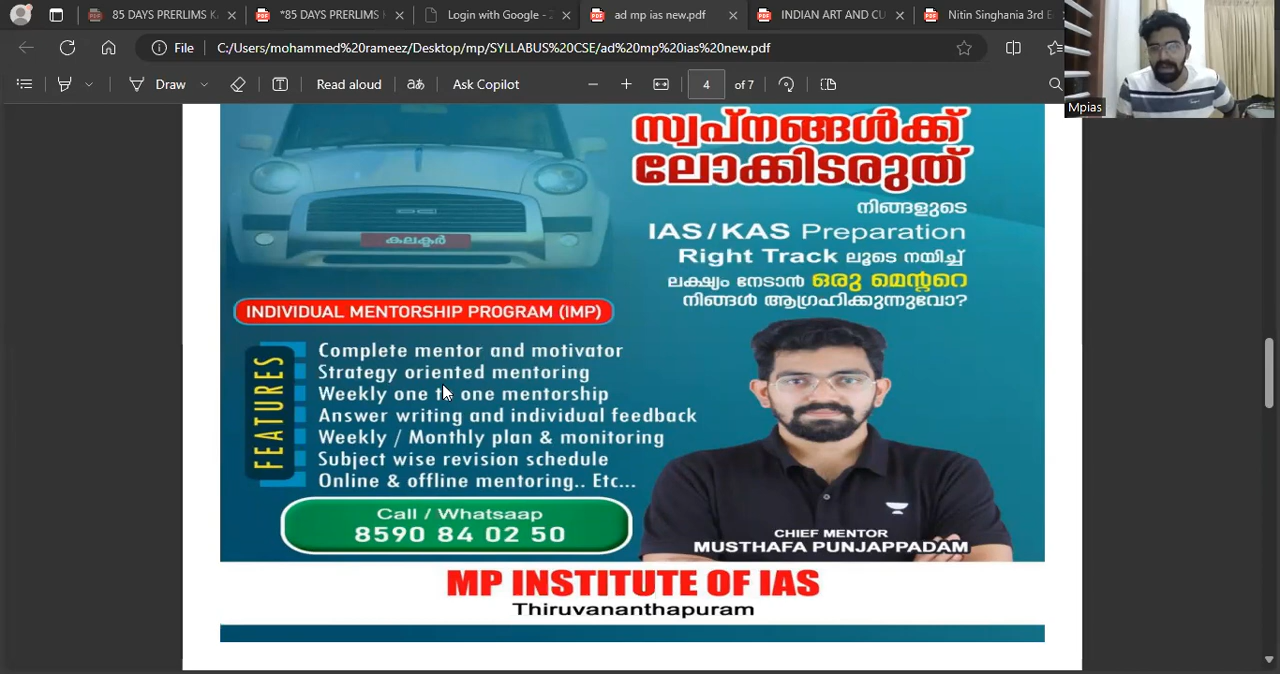 85 DAYS PRERLIMS K
*85 DAYS PRERLIMS
Login with Google -
ad mp ias new.pdf
INDIAN ART AND CU
Nitin Singhania 3rd E
File
C:/Users/mohammed%20rameez/Desktop/mp/SYLLABUS%20CSE/ad%20mp%20ias%20new.pdf
Draw
Read aloud
aあ
Ask Copilot
4 of 7
Mpias
സ്വപ്നങ്ങൾക്ക്
ലോക്കിടരുത്
നിങ്ങളുടെ
IAS/KAS Preparation
Right Track ലൂടെ നയിച്ച്
ലക്ഷ്യം നേടാൻ ഒരു മെന്ററെ
നിങ്ങൾ ആഗ്രഹിക്കുന്നുവോ?
കലക്ടർ
INDIVIDUAL MENTORSHIP PROGRAM (IMP)
FEATURES
Complete mentor and motivator
Strategy oriented mentoring
Weekly one to one mentorship
Answer writing and individual feedback
Weekly / Monthly plan & monitoring
Subject wise revision schedule
Online & offline mentoring.. Etc...
Call / Whatsaap
8590 84 02 50
CHIEF MENTOR
MUSTHAFA PUNJAPPADAM
MP INSTITUTE OF IAS
Thiruvananthapuram